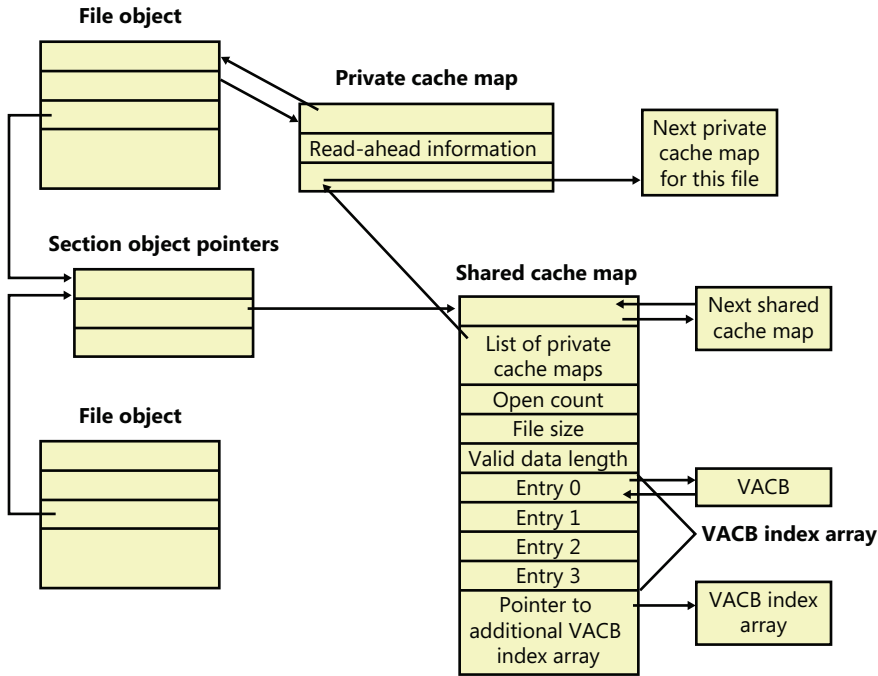 File object
Private cache map
Read-ahead information
Next private
cache map
for this file
Section object pointers
Shared cache map
Next shared
cache map
List of private
cache maps
Open count
File size
Valid data length
File object
Entry 0
VACB
Entry 1
Entry 2
VACB index array
Entry 3
Pointer to
additional VACB
index array
VACB index
array